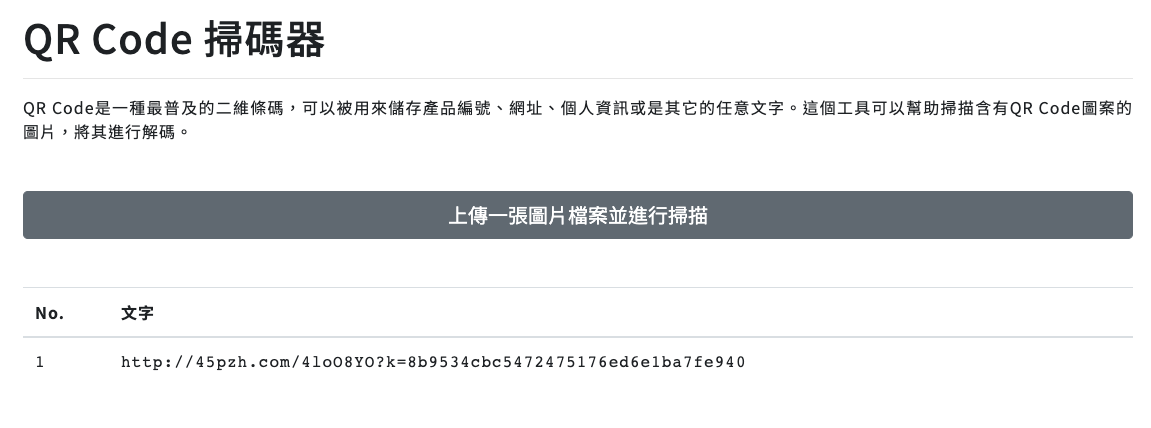 QR Code 掃碼器
QR Code是一種最普及的二維條碼，可以被用來儲存產品編號、網址、個人資訊或是其它的任意文字。這個工具可以幫助掃描含有QR Code圖案的
圖片，將其進行解碼。
上傳一張圖片檔案並進行掃描
No. 文字
1 http://45pzh.com/4loO8YO?k=8b9534cbc5472475176ed6e1ba7fe940